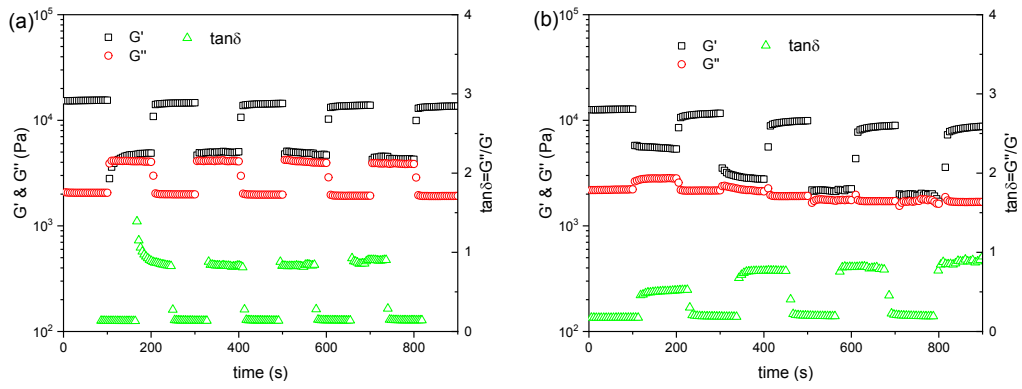 (a)
G' tanδ
G"
10^5
10^4
10^3
10^2
G' & G" (Pa)
0 200 400 600 800
time (s)
4
3
2
1
0
tanδ=G"/G'
(b)
G' tanδ
G"
10^5
10^4
10^3
10^2
G' & G" (Pa)
0 200 400 600 800
time (s)
4
3
2
1
0
tanδ=G"/G'